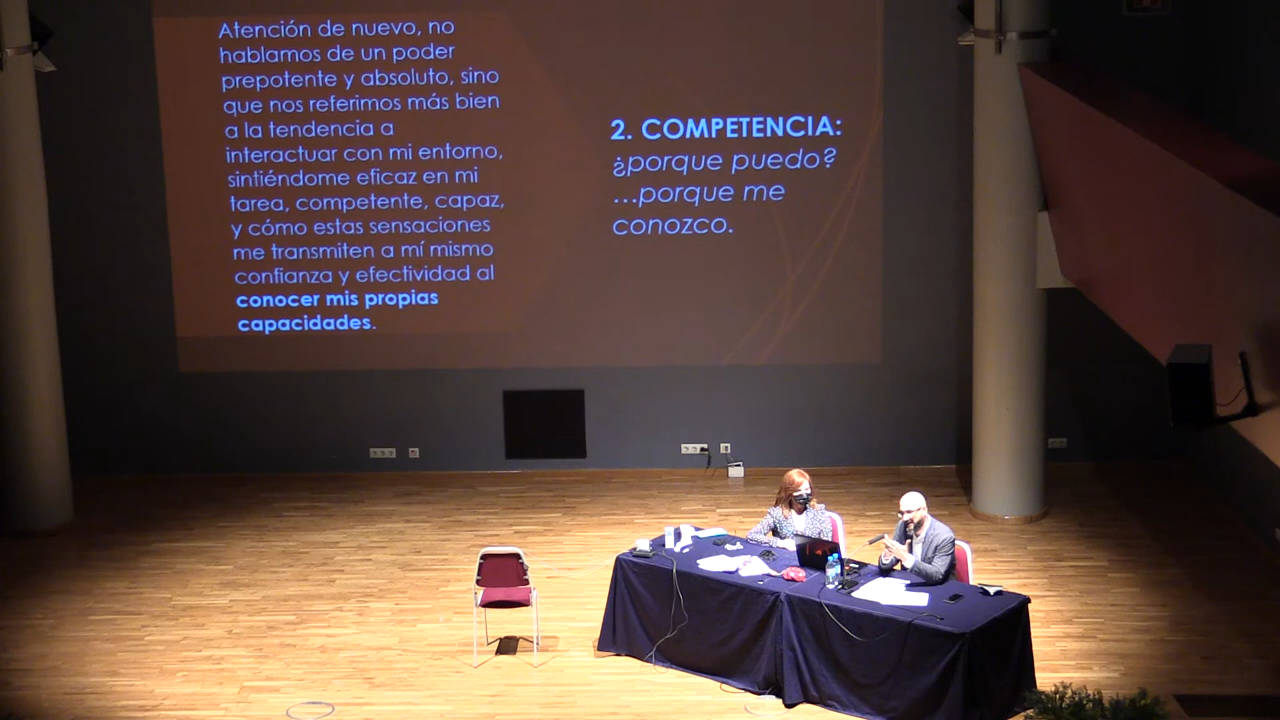 Atención de nuevo, no
hablamos de un poder
prepotente y absoluto, sino
que nos referimos más bien
a la tendencia a
interactuar con mi entorno,
sintiéndome eficaz en mi
tarea, competente, capaz,
y cómo estas sensaciones
me transmiten a mí mismo
confianza y efectividad al
conocer mis propias
capacidades.
2. COMPETENCIA:
¿porque puedo?
...porque me
conozco.